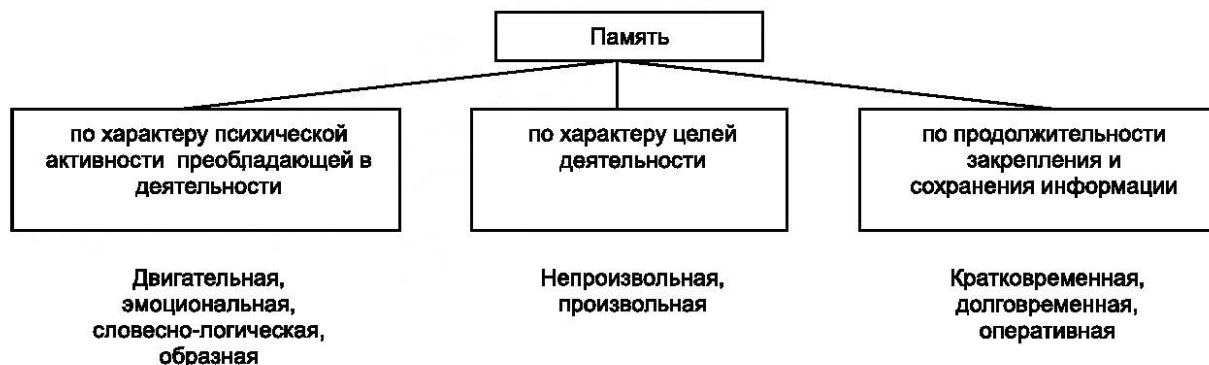 Память
по характеру психической
активности преобладающей в
деятельности
по характеру целей
деятельности
по продолжительности
закрепления и
сохранения информации
Двигательная,
эмоциональная,
словесно-логическая,
образная
Непроизвольная,
произвольная
Кратковременная,
долговременная,
оперативная